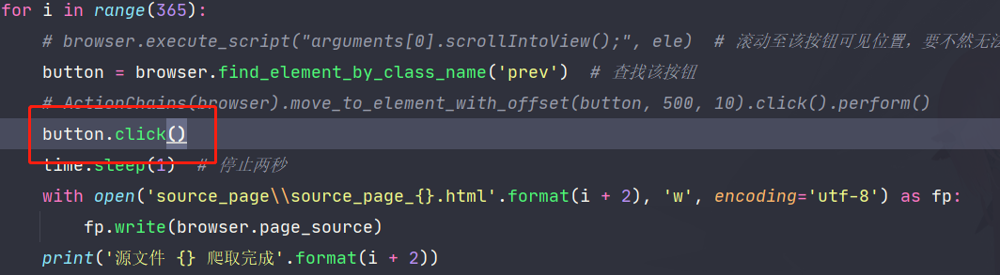 for i in range(365):
# browser.execute_script("arguments[0].scrollIntoView();", ele)  # 滚动至该按钮可见位置，要不然无法
button = browser.find_element_by_class_name('prev')  # 查找该按钮
# ActionChains(browser).move_to_element_with_offset(button, 500, 10).click().perform()
button.click()
time.sleep(1)  # 停止两秒
with open('source_page\\source_page_{}.html'.format(i + 2), 'w', encoding='utf-8') as fp:
fp.write(browser.page_source)
print('源文件 {} 爬取完成'.format(i + 2))